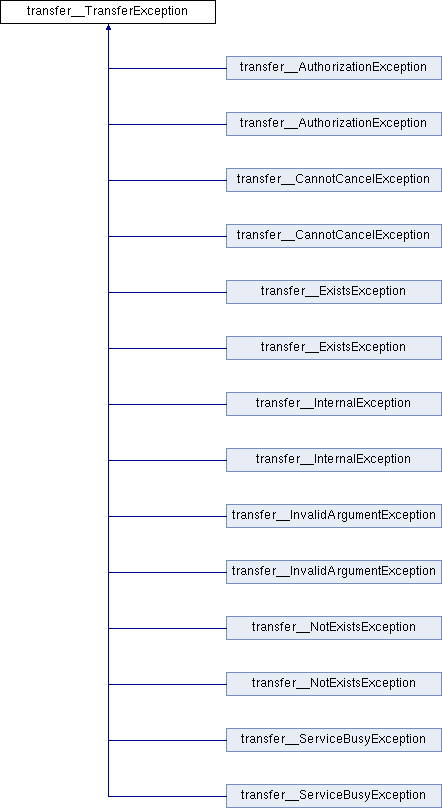 transfer__TransferException
transfer__AuthorizationException
transfer__AuthorizationException
transfer__CannotCancelException
transfer__CannotCancelException
transfer__ExistsException
transfer__ExistsException
transfer__InternalException
transfer__InternalException
transfer__InvalidArgumentException
transfer__InvalidArgumentException
transfer__NotExistsException
transfer__NotExistsException
transfer__ServiceBusyException
transfer__ServiceBusyException